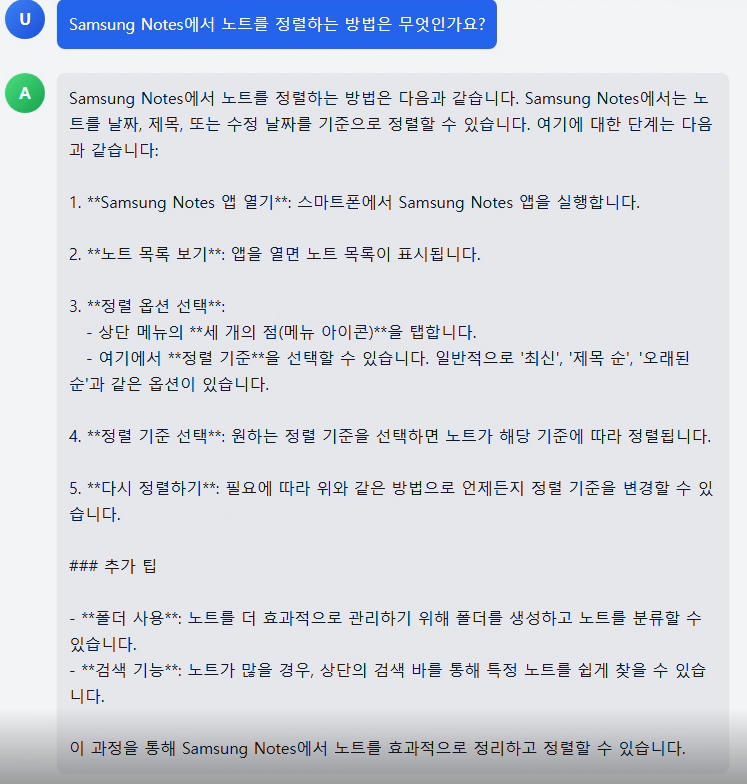 U
Samsung Notes에서 노트를 정렬하는 방법은 무엇인가요?
A
Samsung Notes에서 노트를 정렬하는 방법은 다음과 같습니다. Samsung Notes에서는 노
트를 날짜, 제목, 또는 수정 날짜를 기준으로 정렬할 수 있습니다. 여기에 대한 단계는 다음
과 같습니다:
1. **Samsung Notes 앱 열기**: 스마트폰에서 Samsung Notes 앱을 실행합니다.
2. **노트 목록 보기**: 앱을 열면 노트 목록이 표시됩니다.
3. **정렬 옵션 선택**:
- 상단 메뉴의 **세 개의 점(메뉴 아이콘)**을 탭합니다.
- 여기에서 **정렬 기준**을 선택할 수 있습니다. 일반적으로 '최신', '제목 순', '오래된
순'과 같은 옵션이 있습니다.
4. **정렬 기준 선택**: 원하는 정렬 기준을 선택하면 노트가 해당 기준에 따라 정렬됩니다.
5. **다시 정렬하기**: 필요에 따라 위와 같은 방법으로 언제든지 정렬 기준을 변경할 수 있
습니다.
### 추가 팁
- **폴더 사용**: 노트를 더 효과적으로 관리하기 위해 폴더를 생성하고 노트를 분류할 수
있습니다.
- **검색 기능**: 노트가 많을 경우, 상단의 검색 바를 통해 특정 노트를 쉽게 찾을 수 있습
니다.
이 과정을 통해 Samsung Notes에서 노트를 효과적으로 정리하고 정렬할 수 있습니다.